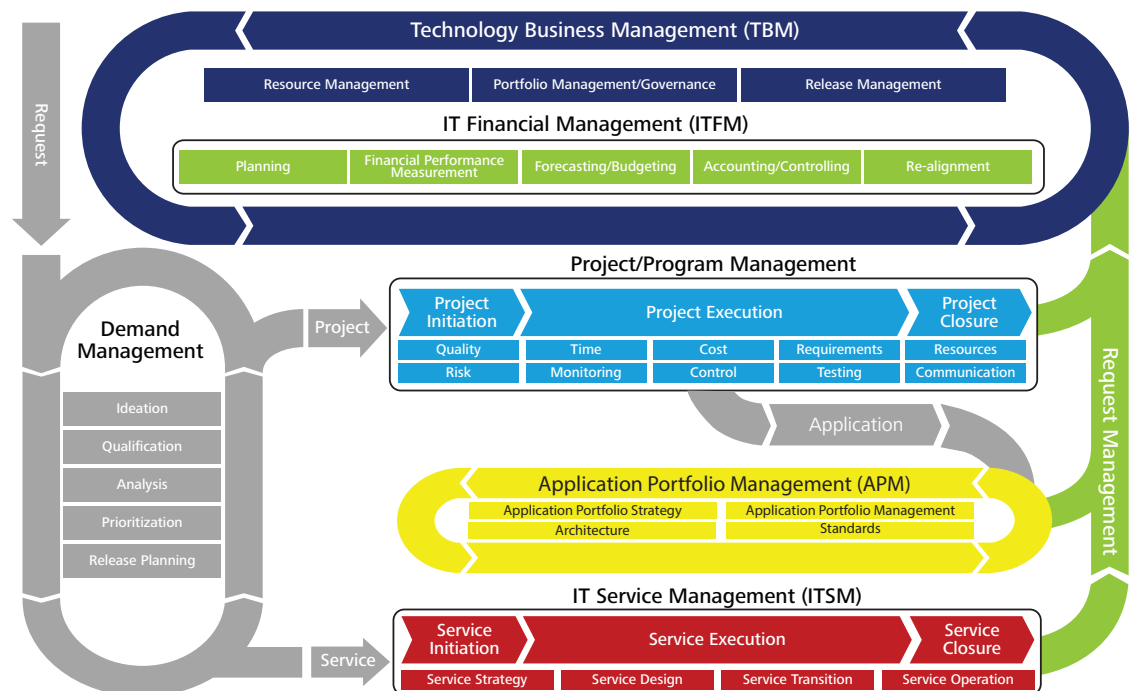 Technology Business Management (TBM)
Request
Resource Management
Portfolio Management/Governance
Release Management
IT Financial Management (ITFM)
Planning
Financial Performance
Measurement
Forecasting/Budgeting
Accounting/Controlling
Re-alignment
Demand
Management
Ideation
Qualification
Analysis
Prioritization
Release Planning
Project
Project/Program Management
Project
Initiation
Project Execution
Project
Closure
Quality
Time
Cost
Requirements
Resources
Risk
Monitoring
Control
Testing
Communication
Application
Application Portfolio Management (APM)
Application Portfolio Strategy
Application Portfolio Management
Architecture
Standards
Request Management
Service
IT Service Management (ITSM)
Service
Initiation
Service Execution
Service
Closure
Service Strategy
Service Design
Service Transition
Service Operation